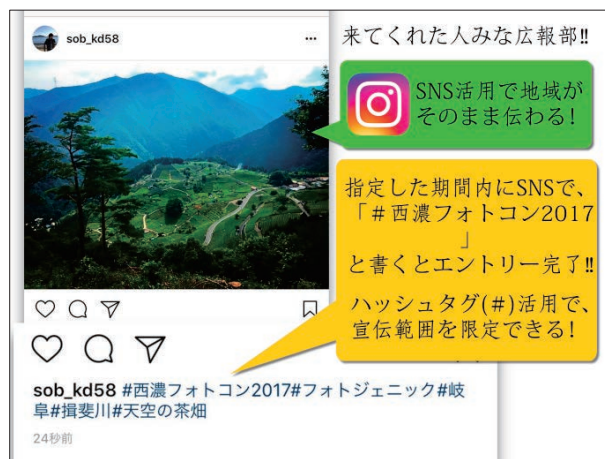 sob_kd58
来てくれた人みな広報部!!
SNS活用で地域が
そのまま伝わる!
指定した期間内にSNSで、
「#西濃フォトコン2017
」
と書くとエントリー完了!!
ハッシュタグ(#)活用で、
宣伝範囲を限定できる!
sob_kd58 #西濃フォトコン2017#フォトジェニック#岐
阜#揖斐川#天空の茶畑
24秒前